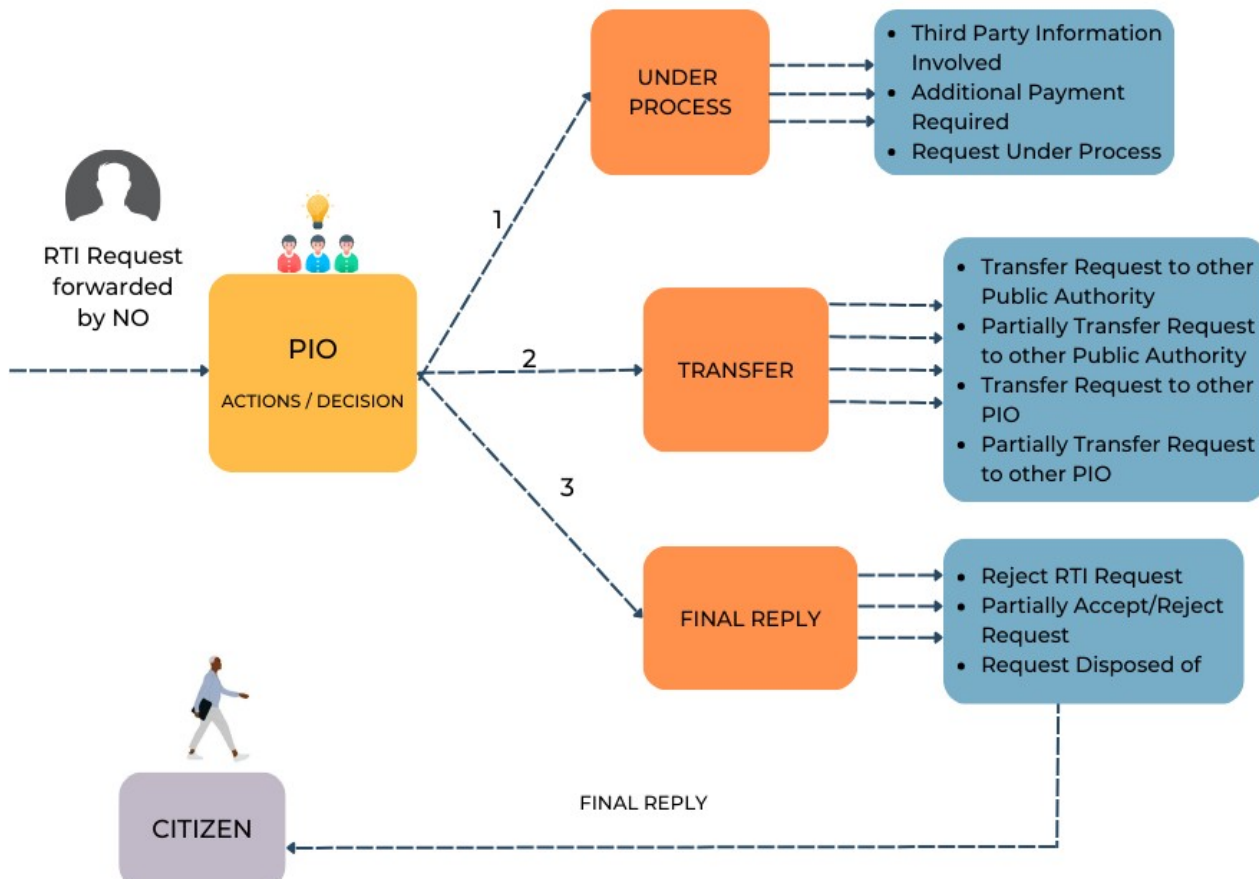 RTI Request
forwarded
by NO
PIO
ACTIONS / DECISION
1
2
3
UNDER
PROCESS
• Third Party Information
Involved
• Additional Payment
Required
• Request Under Process
TRANSFER
• Transfer Request to other
Public Authority
• Partially Transfer Request
to other Public Authority
• Transfer Request to other
PIO
• Partially Transfer Request
to other PIO
FINAL REPLY
• Reject RTI Request
• Partially Accept/Reject
Request
• Request Disposed of
FINAL REPLY
CITIZEN